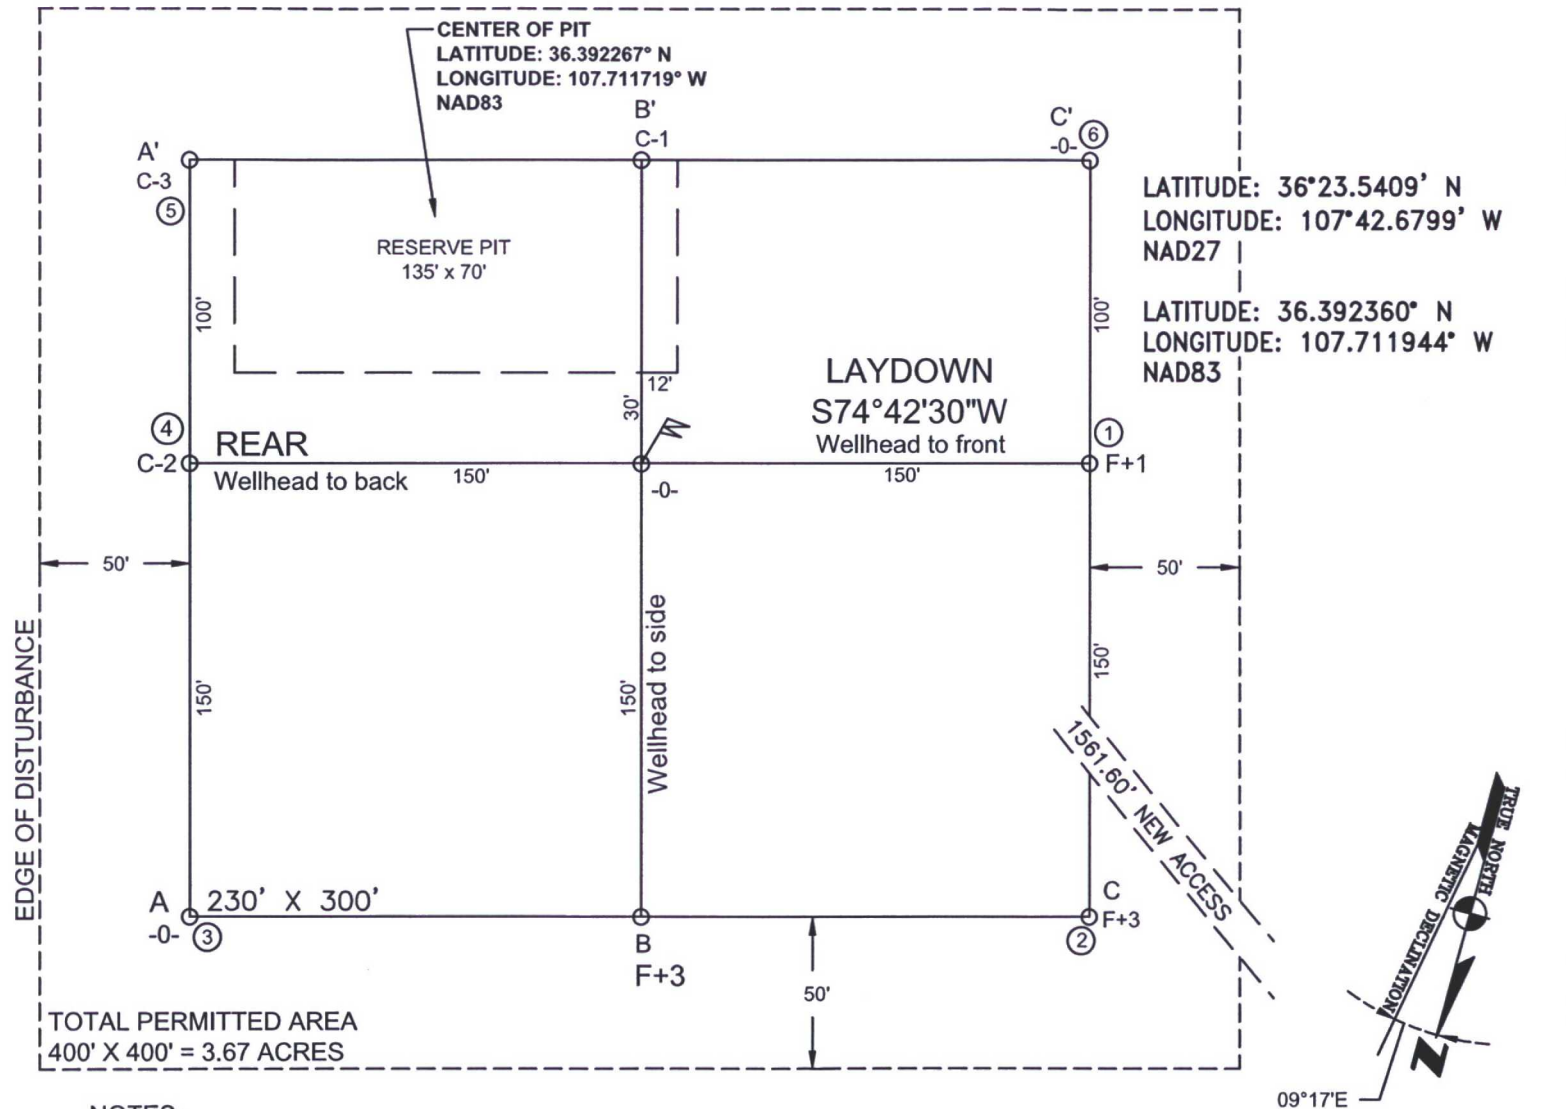 CENTER OF PIT
LATITUDE: 36.392267° N
LONGITUDE: 107.711719° W
NAD83
B'
C-1
C'
-0-
6
A'
C-3
5
LATITUDE: 36°23.5409' N
LONGITUDE: 107°42.6799' W
NAD27
LATITUDE: 36.392360° N
LONGITUDE: 107.711944° W
NAD83
RESERVE PIT
135' x 70'
100'
100'
12'
30'
LAYDOWN
S74°42'30"W
Wellhead to front
150'
W
4
C-2
REAR
Wellhead to back
150'
-0-
1
F+1
50'
50'
EDGE OF DISTURBANCE
150'
150'
Wellhead to side
150'
1561.60' NEW ACCESS
A
-0-
3
230' X 300'
B
F+3
C
F+3
2
50'
TOTAL PERMITTED AREA
400' X 400' = 3.67 ACRES
TRUE NORTH
MAGNETIC DECLINATION
N
09°17'E
NOTES